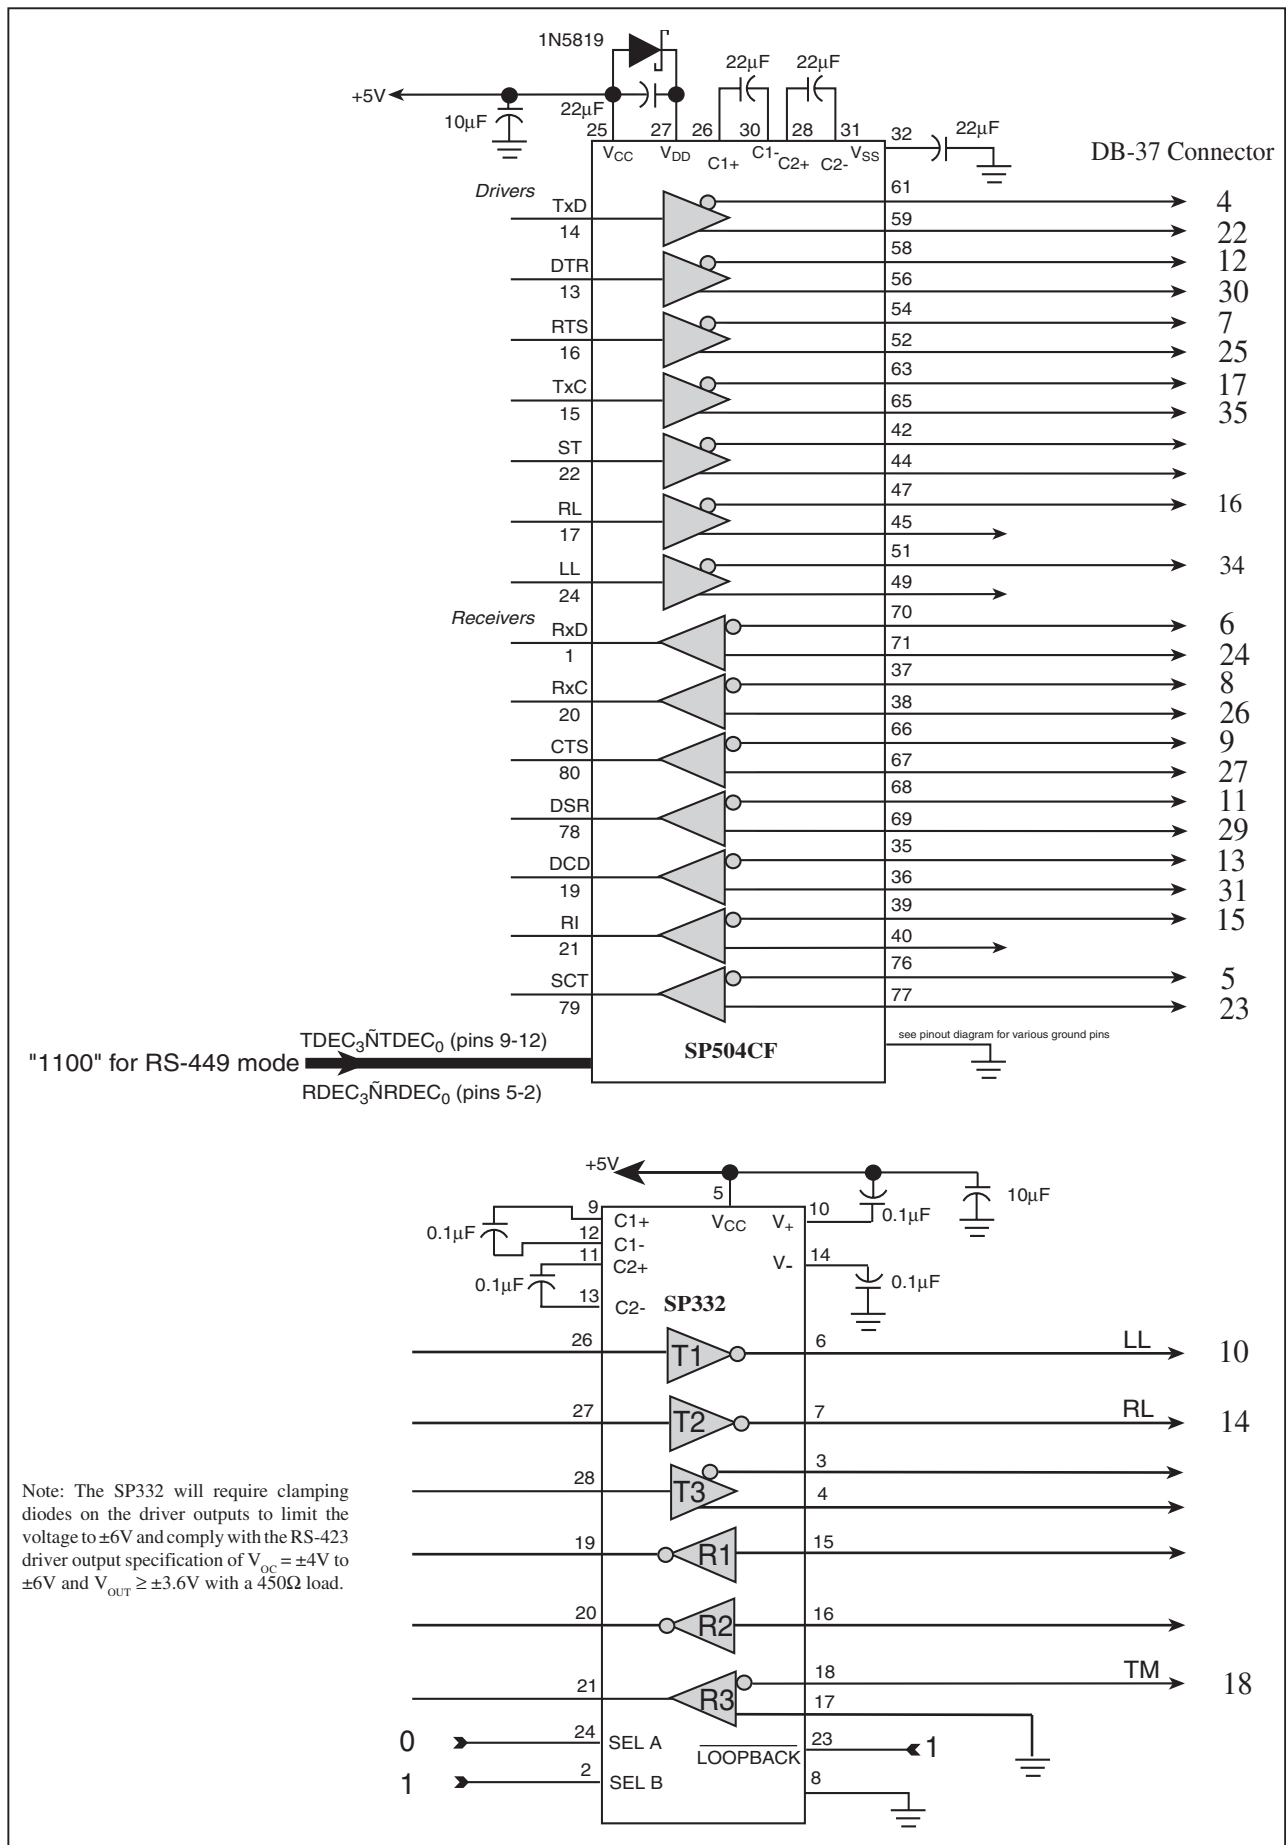 1N5819
22µF 22µF
+5V
10µF
22µF
25 27 26 30 28 31 32 22µF
VCC VDD C1+ C1- C2+ C2- VSS
DB-37 Connector
Drivers
61 4
TxD
14
59 22
58 12
DTR
13
56 30
54 7
RTS
16
52 25
63 17
TxC
15
65 35
42
ST
22
44
47 16
RL
17
45
51 34
LL
24
49
Receivers
70 6
RxD
1
71 24
37 8
RxC
20
38 26
66 9
CTS
80
67 27
68 11
DSR
78
69 29
35 13
DCD
19
36 31
39 15
RI
21
40
76 5
SCT
79
77 23
see pinout diagram for various ground pins
SP504CF
TDEC3ÑTDEC0 (pins 9-12)
"1100" for RS-449 mode
RDEC3ÑRDEC0 (pins 5-2)
+5V
5
9 C1+ VCC V+ 10 0.1µF 10µF
0.1µF 12 C1-
11 C2+ V- 14
0.1µF 0.1µF
13 C2- SP332
26 T1 6 LL 10
27 T2 7 RL 14
28 T3 3
4
Note: The SP332 will require clamping
diodes on the driver outputs to limit the
voltage to ±6V and comply with the RS-423
driver output specification of VOC = ±4V to
±6V and VOUT ≥ ±3.6V with a 450Ω load.
19 R1 15
20 R2 16
21 R3 18 TM 18
17
0 24 SEL A LOOPBACK 23 1
1 2 SEL B 8